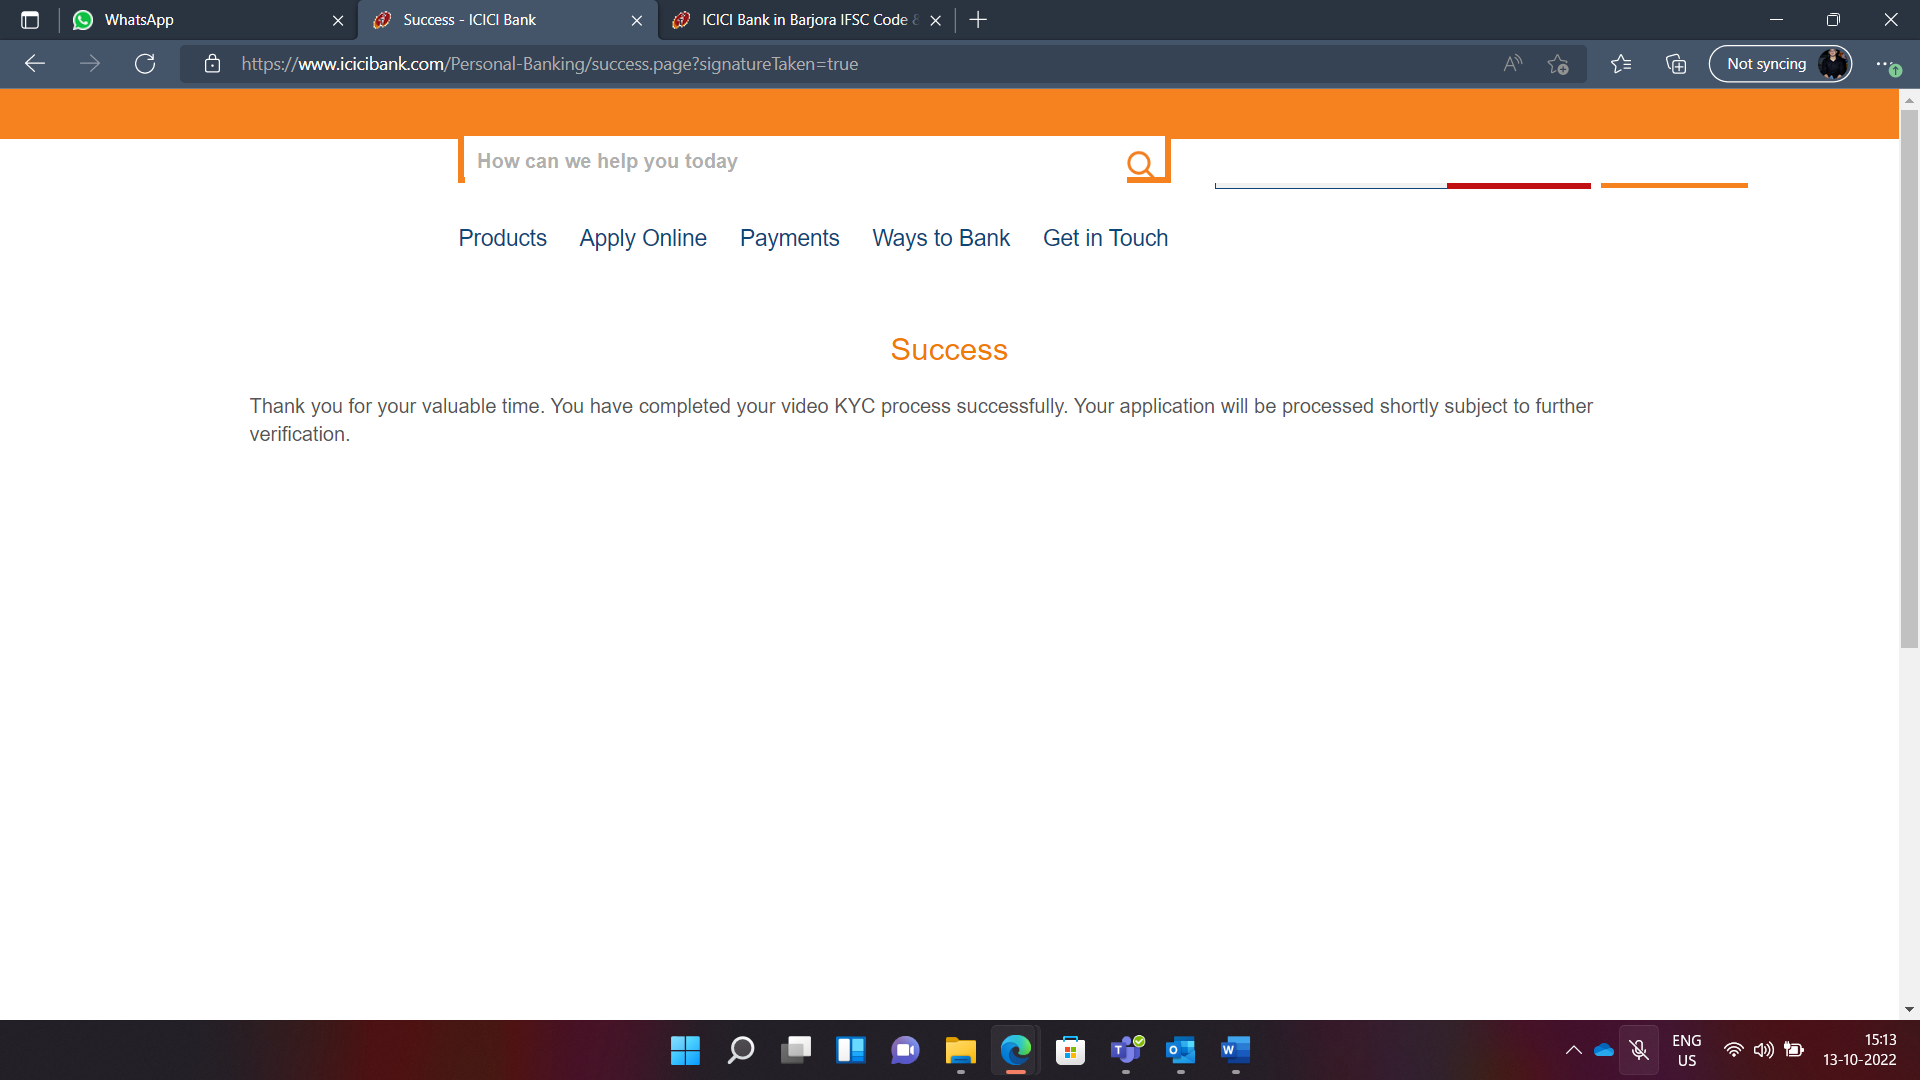 WhatsApp
Success - ICICI Bank
ICICI Bank in Barjora IFSC Code
https://www.icicibank.com/Personal-Banking/success.page?signatureTaken=true
Not syncing
How can we help you today
Products Apply Online Payments Ways to Bank Get in Touch
Success
Thank you for your valuable time. You have completed your video KYC process successfully. Your application will be processed shortly subject to further
verification.
ENG
US
15:13
13-10-2022